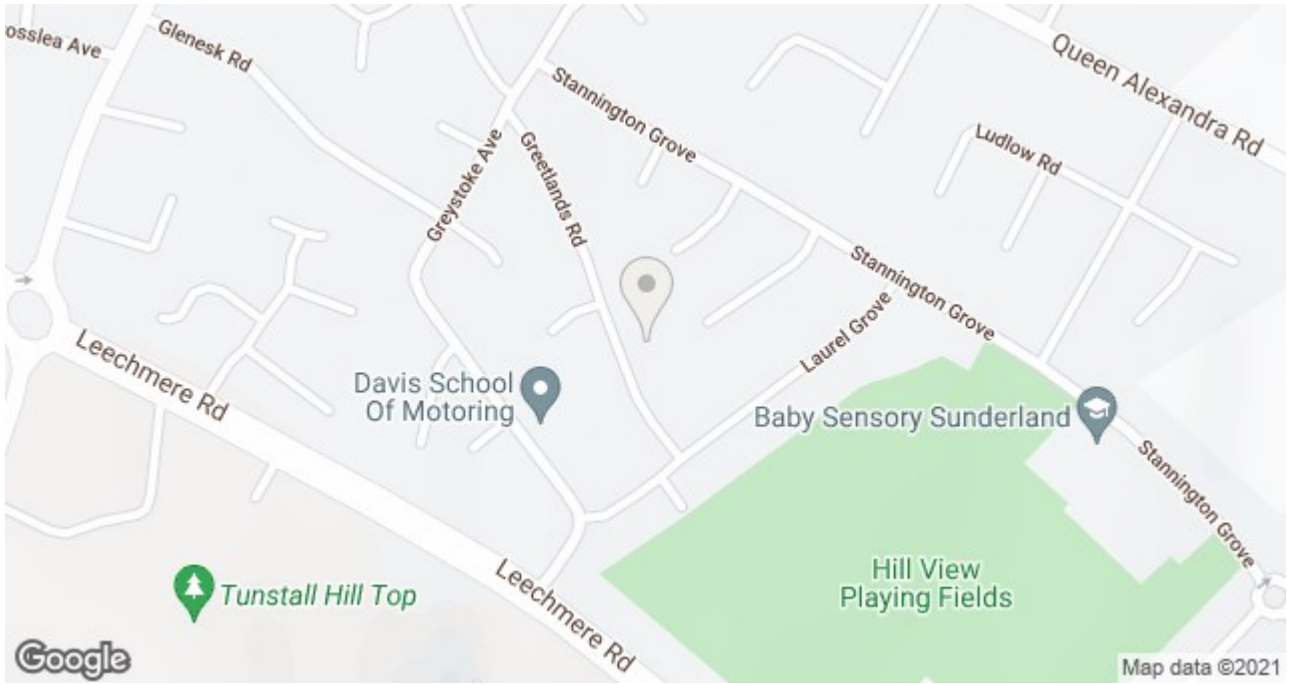 osslea Ave
Glenesk Rd
Queen Alexandra Rd
Stannington Grove
Ludlow Rd
Greystoke Ave
Greetlands Rd
Stannington Grove
Laurel Grove
Leechmere Rd
Davis School
Of Motoring
Baby Sensory Sunderland
Stannington Grove
Hill View
Playing Fields
Tunstall Hill Top
Leechmere Rd
Google
Map data ©2021